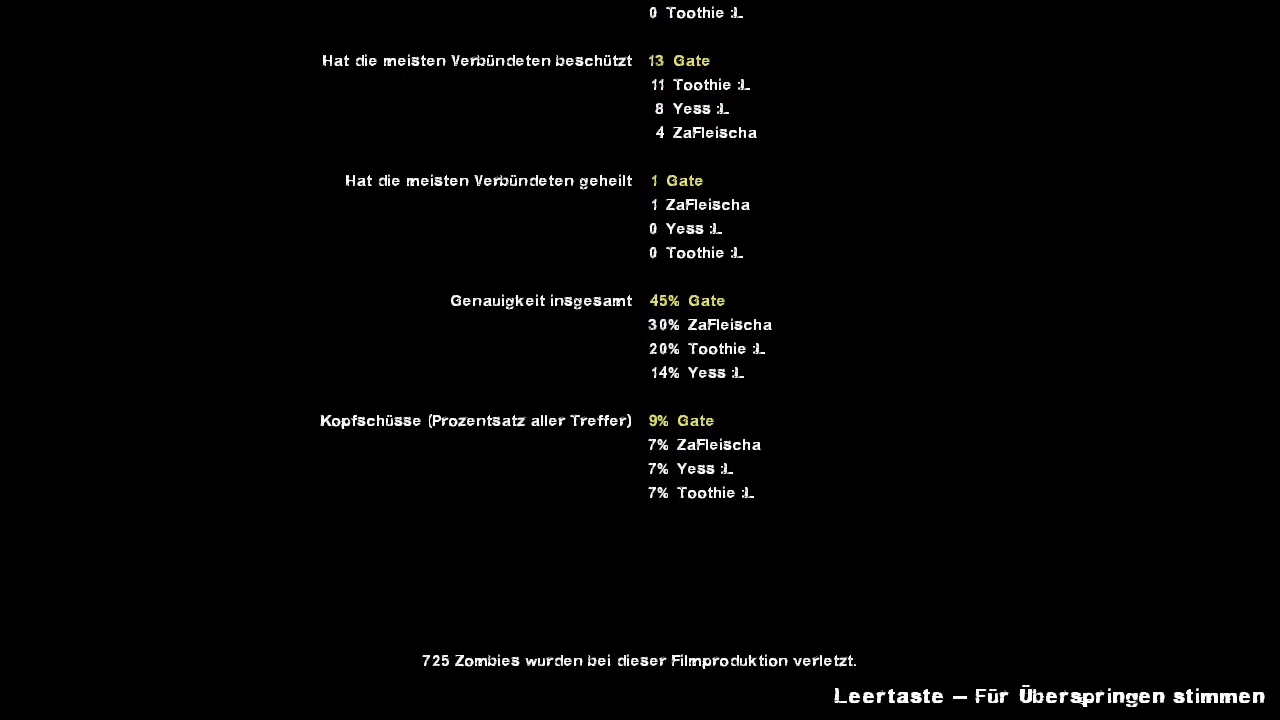 0 Toothie :L
Hat die meisten Verbündeten beschützt 13 Gate
11 Toothie :L
8 Yess :L
4 ZaFleischa
Hat die meisten Verbündeten geheilt 1 Gate
1 ZaFleischa
0 Yess :L
0 Toothie :L
Genauigkeit insgesamt 45% Gate
30% ZaFleischa
20% Toothie :L
14% Yess :L
Kopfschüsse (Prozentsatz aller Treffer) 9% Gate
7% ZaFleischa
7% Yess :L
7% Toothie :L
725 Zombies wurden bei dieser Filmproduktion verletzt.
Leertaste – Für Überspringen stimmen